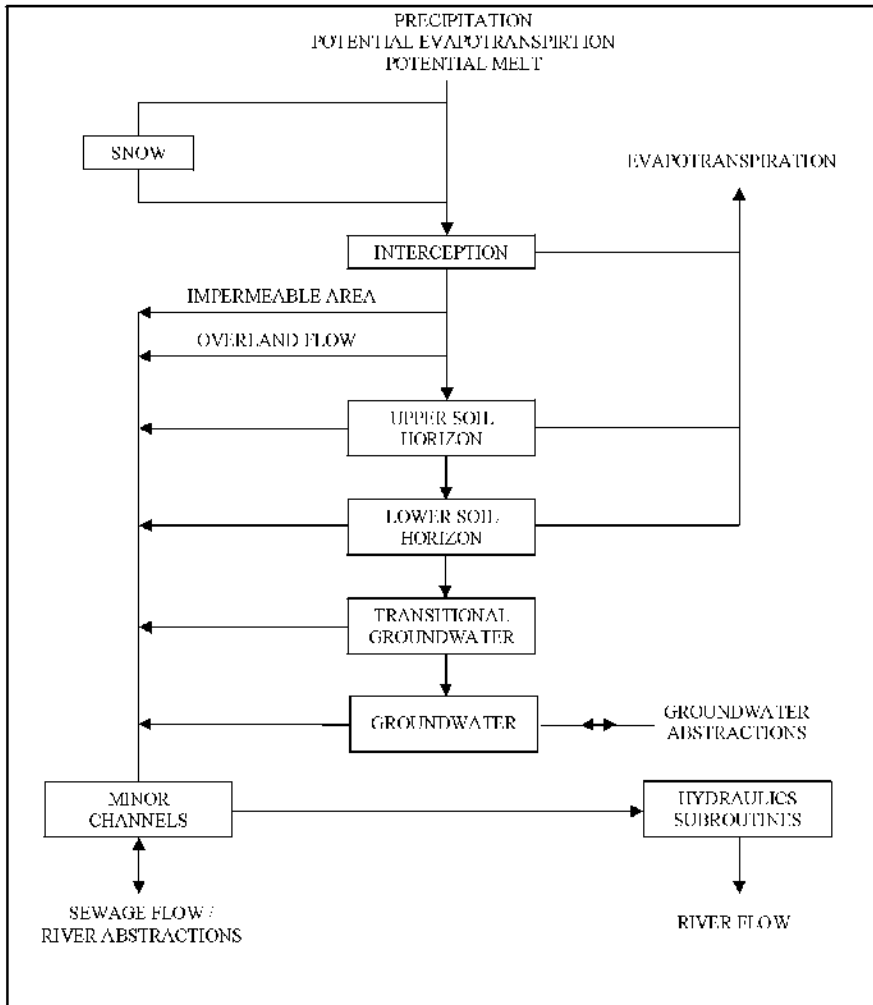 PRECIPITATION
POTENTIAL EVAPOTRANSPIRTION
POTENTIAL MELT
SNOW
EVAPOTRANSPIRATION
INTERCEPTION
IMPERMEABLE AREA
OVERLAND FLOW
UPPER SOIL
HORIZON
LOWER SOIL
HORIZON
TRANSITIONAL
GROUNDWATER
GROUNDWATER
GROUNDWATER
ABSTRACTIONS
MINOR
CHANNELS
HYDRAULICS
SUBROUTINES
SEWAGE FLOW /
RIVER ABSTRACTIONS
RIVER FLOW